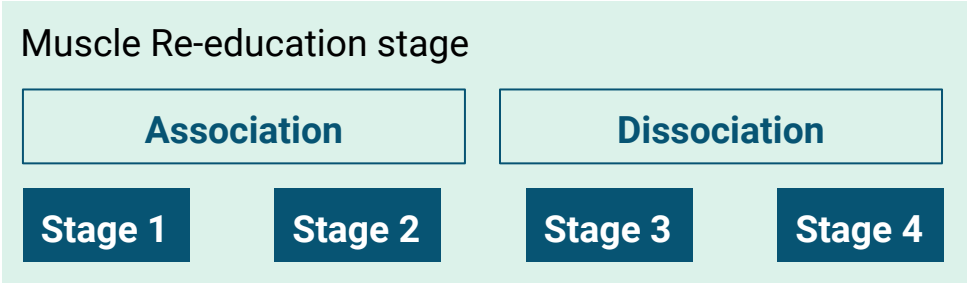 Muscle Re-education stage
Association Dissociation
Stage 1 Stage 2 Stage 3 Stage 4